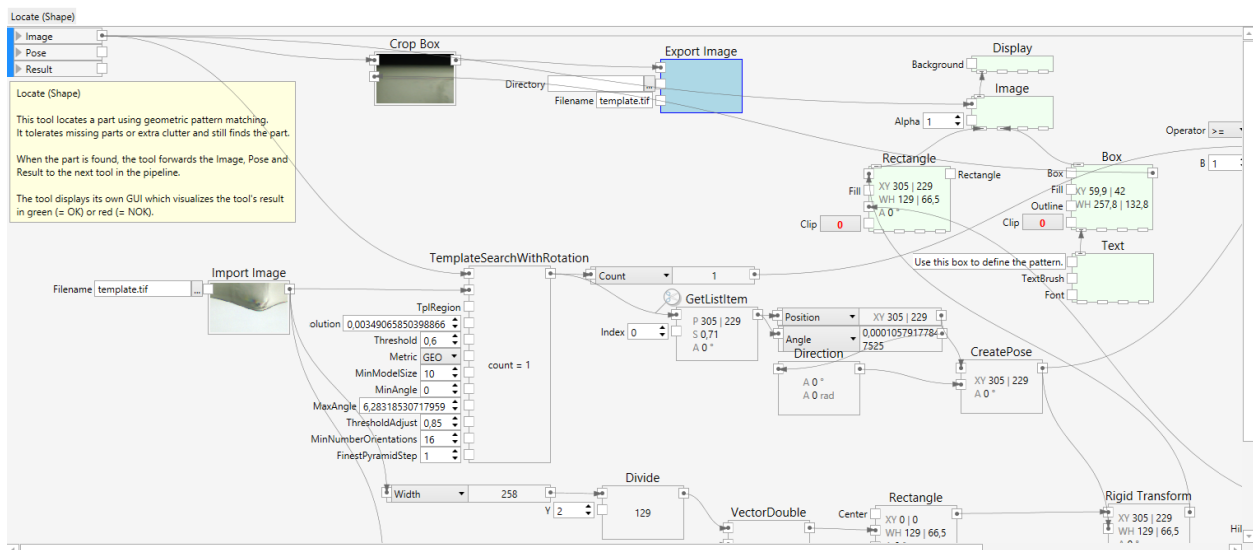 Locate (Shape)
Image
Pose
Result
Locate (Shape)
This tool locates a part using geometric pattern matching.
It tolerates missing parts or extra clutter and still finds the part.
When the part is found, the tool forwards the Image, Pose and
Result to the next tool in the pipeline.
The tool displays its own GUI which visualizes the tool's result
in green (= OK) or red (= NOK).
Crop Box
Export Image
Directory
...
Filename template.tif
Display
Background
Image
Alpha 1
Operator >=
B 1
Rectangle
Rectangle
Fill
XY 305 | 229
WH 129 | 66,5
A 0 °
Clip 0
Box
Box
Fill
XY 59,9 | 42
Outline
WH 257,8 | 132,8
Clip 0
Text
Use this box to define the pattern.
TextBrush
Font
Import Image
Filename template.tif ...
TemplateSearchWithRotation
TplRegion
olution 0,00349065850398866
Threshold 0,6
Metric GEO
MinModelSize 10
MinAngle 0
MaxAngle 6,28318530717959
ThresholdAdjust 0,85
MinNumberOrientations 16
FinestPyramidStep 1
count = 1
Count 1
GetListItem
Index 0
P 305 | 229
S 0,71
A 0 °
Position XY 305 | 229
Angle 0,0001057917784
7525
Direction
A 0 °
A 0 rad
CreatePose
XY 305 | 229
A 0 °
Width 258
Divide
Y 2
129
VectorDouble
Rectangle
Center
XY 0 | 0
WH 129 | 66,5
Rigid Transform
XY 305 | 229
WH 129 | 66,5